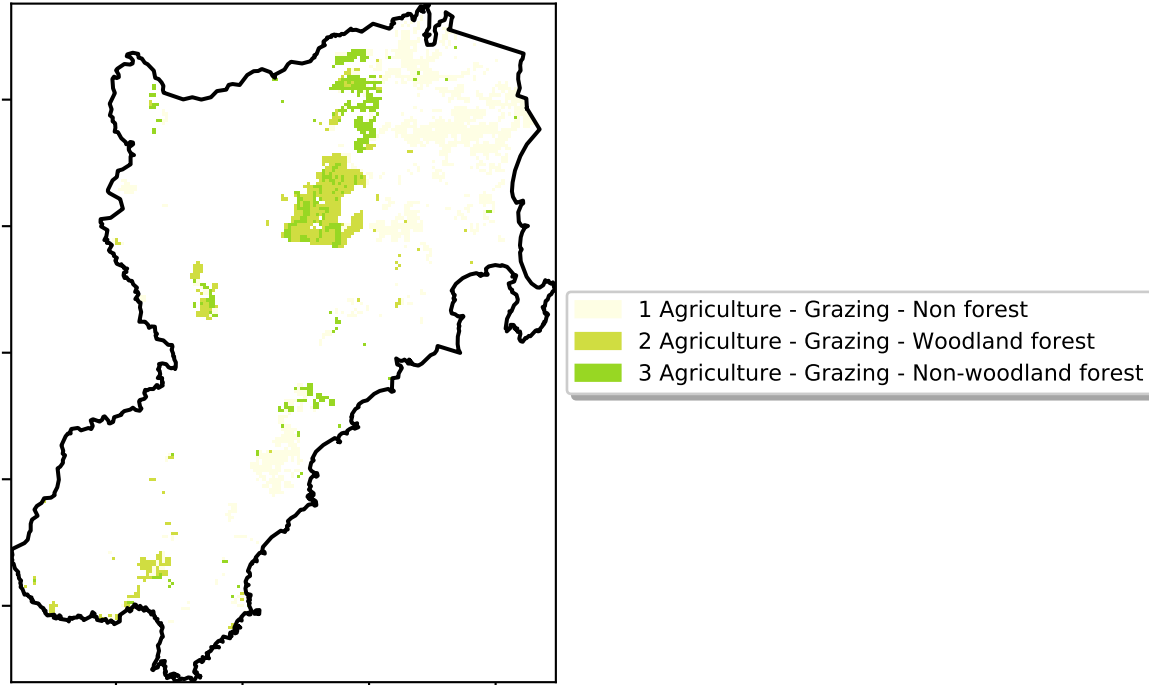 1 Agriculture - Grazing - Non forest
2 Agriculture - Grazing - Woodland forest
3 Agriculture - Grazing - Non-woodland forest